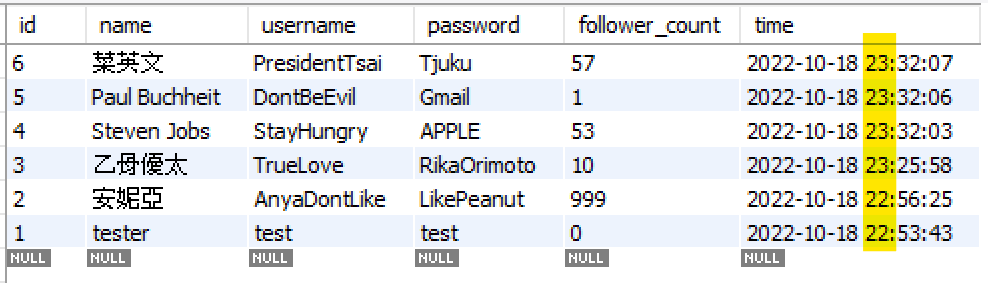 id name username password follower_count time
6 蔡英文 PresidentTsai Tjuku 57 2022-10-18 23:32:07
5 Paul Buchheit DontBeEvil Gmail 1 2022-10-18 23:32:06
4 Steven Jobs StayHungry APPLE 53 2022-10-18 23:32:03
3 乙骨優太 TrueLove RikaOrimoto 10 2022-10-18 23:25:58
2 安妮亞 AnyaDontLike LikePeanut 999 2022-10-18 22:56:25
1 tester test test 0 2022-10-18 22:53:43
NULL NULL NULL NULL NULL NULL